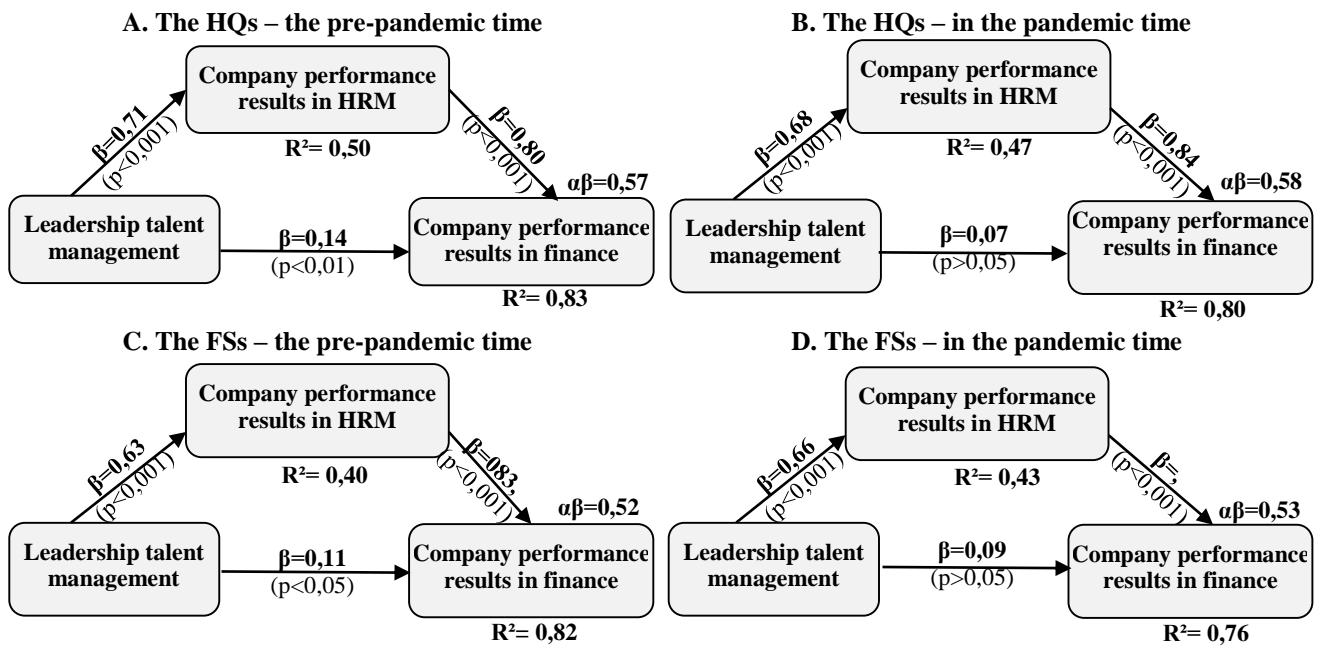 A. The HQs – the pre-pandemic time
Company performance
results in HRM
β=0,71
(p<0,001)
β=0,80
(p<0,001)
R²= 0,50
αβ=0,57
Leadership talent
management
β=0,14
(p<0,01)
Company performance
results in finance
R²= 0,83
B. The HQs – in the pandemic time
Company performance
results in HRM
β=0,68
(p<0,001)
β=0,84
(p<0,001)
R²= 0,47
αβ=0,58
Leadership talent
management
β=0,07
(p>0,05)
Company performance
results in finance
R²= 0,80
C. The FSs – the pre-pandemic time
Company performance
results in HRM
β=0,63
(p<0,001)
β=083,
(p<0,001)
R²= 0,40
αβ=0,52
Leadership talent
management
β=0,11
(p<0,05)
Company performance
results in finance
R²= 0,82
D. The FSs – in the pandemic time
Company performance
results in HRM
β=0,66
(p<0,001)
β=,
(p<0,001)
R²= 0,43
αβ=0,53
Leadership talent
management
β=0,09
(p>0,05)
Company performance
results in finance
R²= 0,76